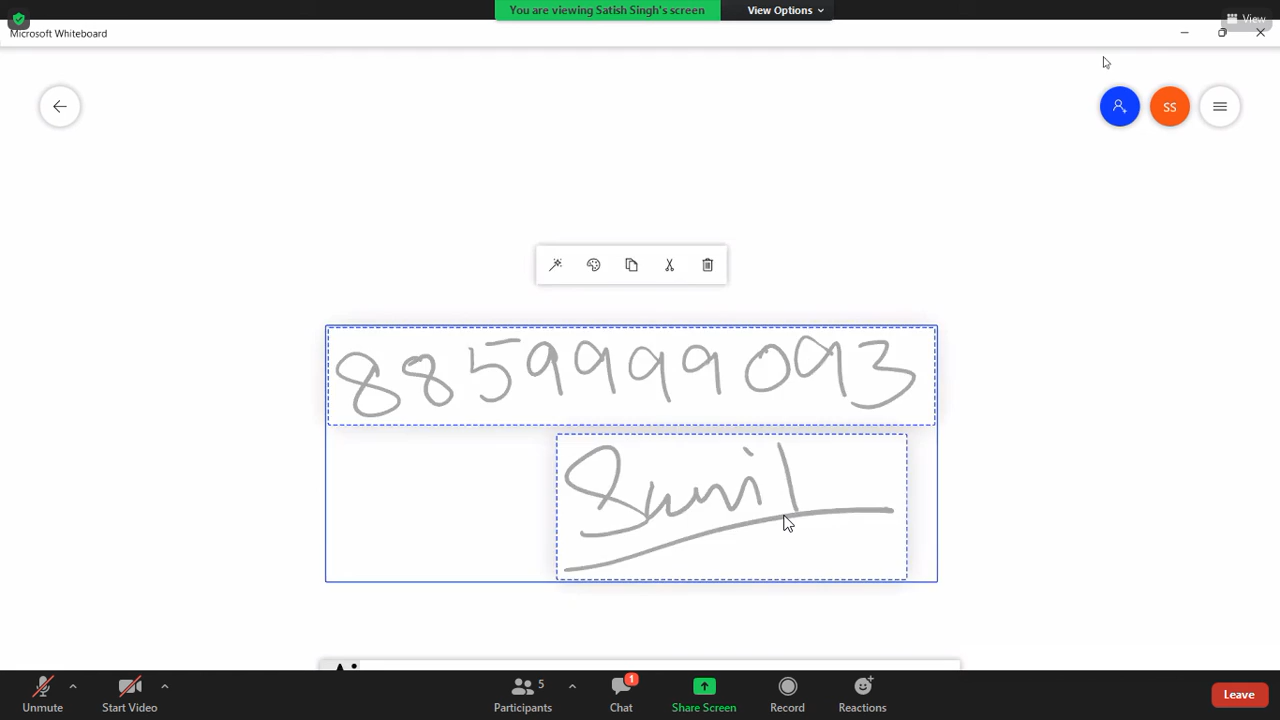 You are viewing Satish Singh's screen
View Options
View
Microsoft Whiteboard
SS
8859999093
Sunil
Unmute
Start Video
5
Participants
1
Chat
Share Screen
Record
Reactions
Leave